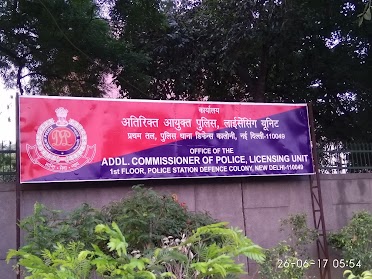 कार्यालय
अतिरिक्त आयुक्त पुलिस, लाईसेंसिंग यूनिट
प्रथम तल, पुलिस थाना डिफेन्स कालोनी, नई दिल्ली-110049
OFFICE OF THE
ADDL. COMMISSIONER OF POLICE, LICENSING UNIT
1st FLOOR, POLICE STATION DEFENCE COLONY, NEW DELHI-110049
26-06-17 05:54